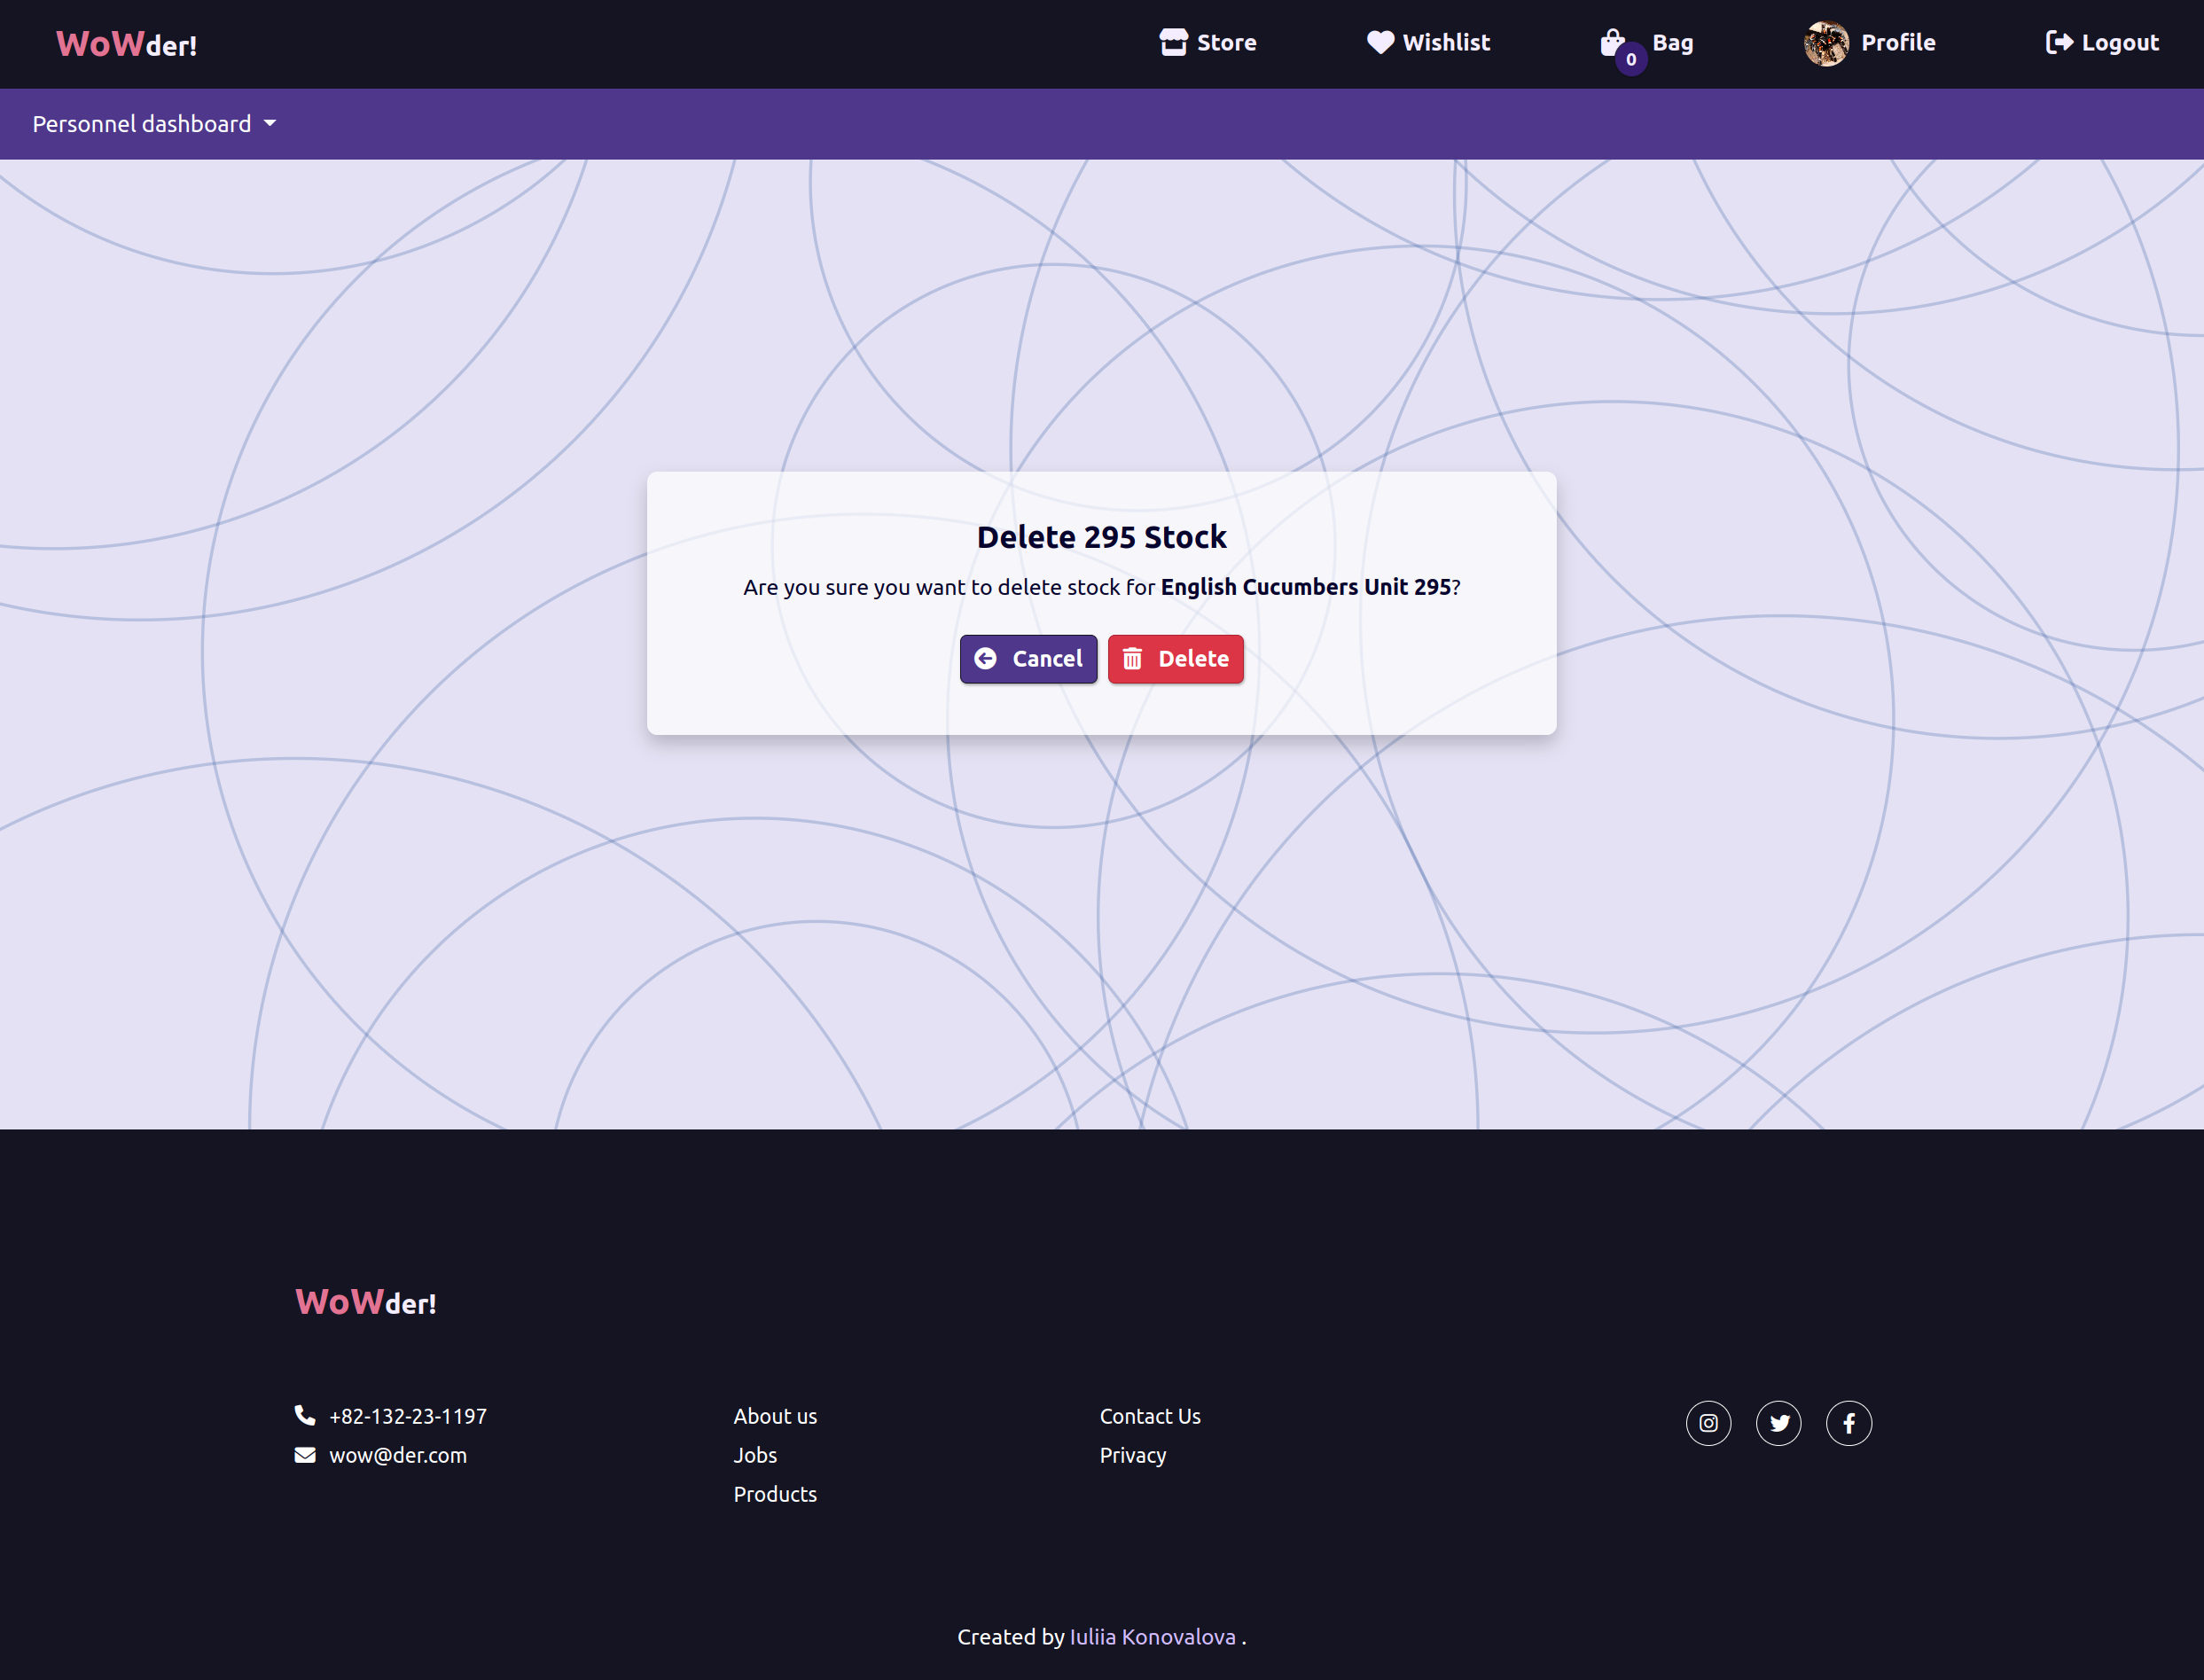 WoWder!
Store
Wishlist
0
Bag
Profile
Logout
Personnel dashboard
Delete 295 Stock
Are you sure you want to delete stock for English Cucumbers Unit 295?
Cancel
Delete
WoWder!
+82-132-23-1197
wow@der.com
About us
Jobs
Products
Contact Us
Privacy
Created by Iuliia Konovalova .